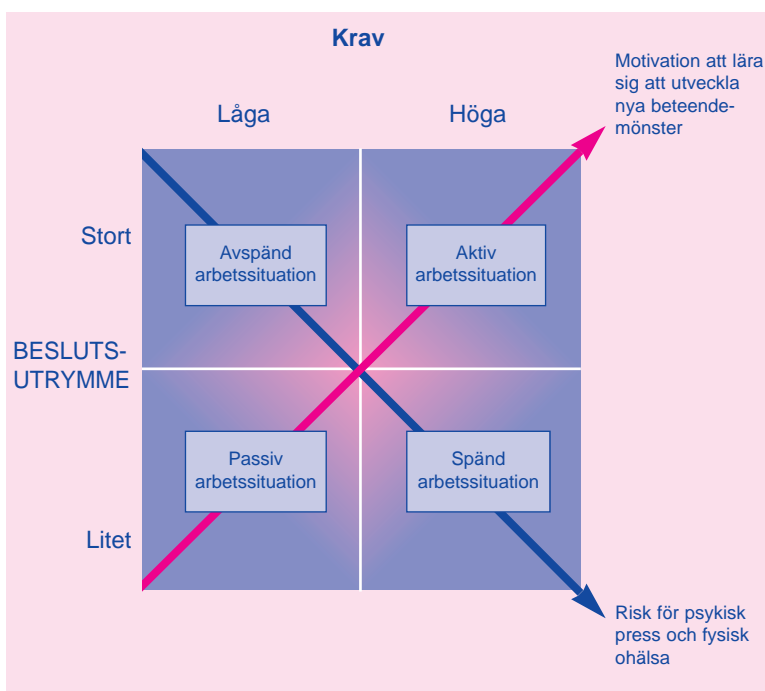 Krav
Motivation att lära
sig att utveckla
nya beteende-
mönster
Låga
Höga
Stort
Avspänd
arbetssituation
Aktiv
arbetssituation
BESLUTS-
UTRYMME
Passiv
arbetssituation
Spänd
arbetssituation
Litet
Risk för psykisk
press och fysisk
ohälsa